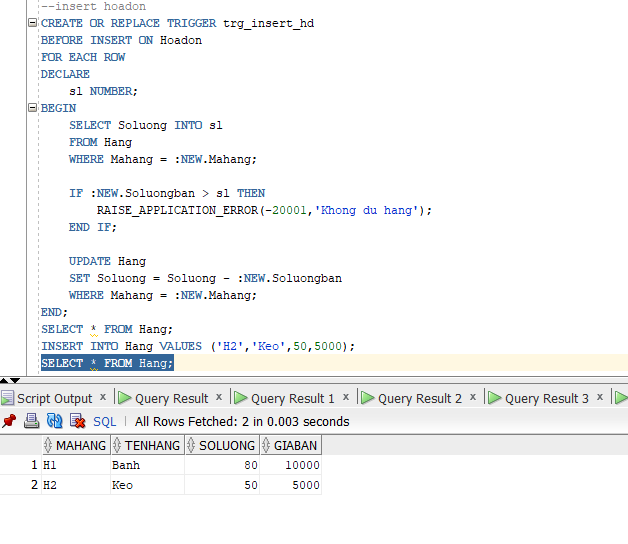 --insert hoadon
CREATE OR REPLACE TRIGGER trg_insert_hd
BEFORE INSERT ON Hoadon
FOR EACH ROW
DECLARE
sl NUMBER;
BEGIN
SELECT Soluong INTO sl
FROM Hang
WHERE Mahang = :NEW.Mahang;
IF :NEW.Soluongban > sl THEN
RAISE_APPLICATION_ERROR(-20001,'Khong du hang');
END IF;
UPDATE Hang
SET Soluong = Soluong - :NEW.Soluongban
WHERE Mahang = :NEW.Mahang;
END;
SELECT * FROM Hang;
INSERT INTO Hang VALUES ('H2','Keo',50,5000);
SELECT * FROM Hang;
Script Output x Query Result x Query Result 1 x Query Result 2 x Query Result 3 x
SQL | All Rows Fetched: 2 in 0.003 seconds
MAHANG TENHANG SOLUONG GIABAN
1 H1 Banh 80 10000
2 H2 Keo 50 5000